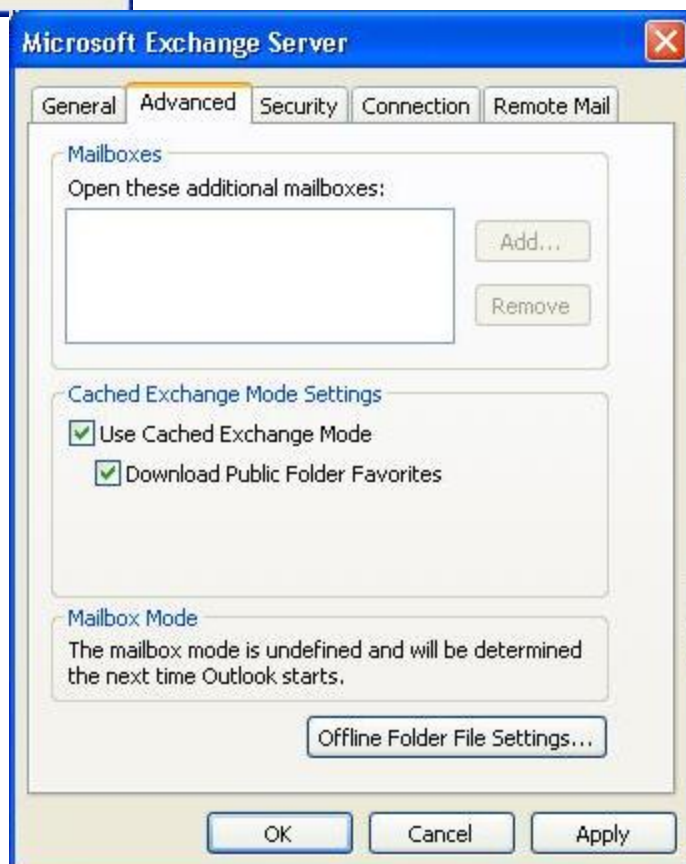 Microsoft Exchange Server
General Advanced Security Connection Remote Mail
Mailboxes
Open these additional mailboxes:
Add...
Remove
Cached Exchange Mode Settings
Use Cached Exchange Mode
Download Public Folder Favorites
Mailbox Mode
The mailbox mode is undefined and will be determined
the next time Outlook starts.
Offline Folder File Settings...
OK Cancel Apply